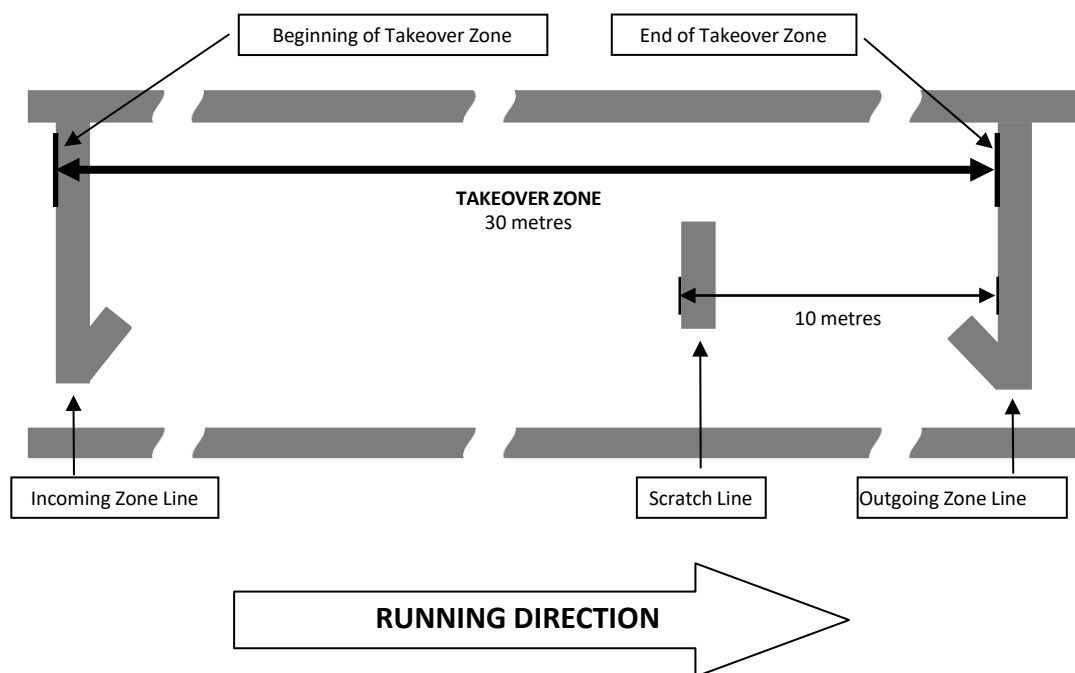 Beginning of Takeover Zone
End of Takeover Zone
TAKEOVER ZONE
30 metres
10 metres
Incoming Zone Line
Scratch Line
Outgoing Zone Line
RUNNING DIRECTION